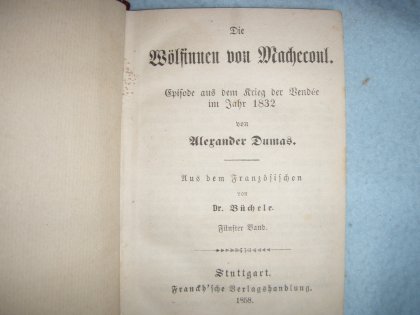 Die
Wölfinnen von Machecoul.
Episode aus dem Krieg der Vendée
im Jahr 1832
von
Alexander Dumas.
Aus dem Französischen
von
Dr. Büchele.
Fünfter Band.
Stuttgart.
Franckh'sche Verlagshandlung.
1858.